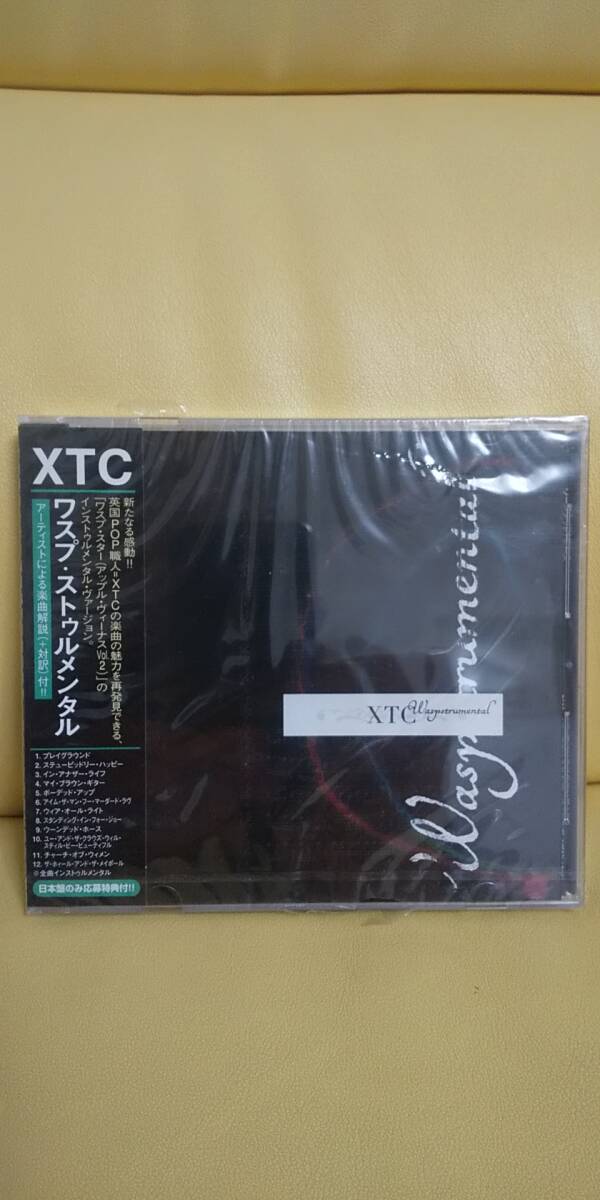 XTC
ワスプ・ストゥルメンタル
アーティストによる楽曲解説(+対訳)付!!
新たなる感動!!
英国POP職人=XTCの楽曲の魅力を再発見できる、
「ワスプ・スター(アップル・ヴィーナスVol.2)」の
インストゥルメンタル・ヴァージョン。
1. プレイグラウンド
2. ステューピッドリー・ハッピー
3. イン・アナザー・ライフ
4. マイ・ブラウン・ギター
5. ボーデッド・アップ
6. アイム・ザ・マン・フー・マーダード・ラヴ
7. ウィア・オール・ライト
8. スタンディング・イン・フォー・ジョー
9. ウーンデッド・ホース
10. ユー・アンド・ザ・クラウズ・ウィル・
スティル・ビー・ビューティフル
11. チャーチ・オブ・ウィメン
12. ザ・ホィール・アンド・ザ・メイポール
※全曲インストゥルメンタル
日本盤のみ応募特典付!!
XTC Waspstrumental
Waspstrumental